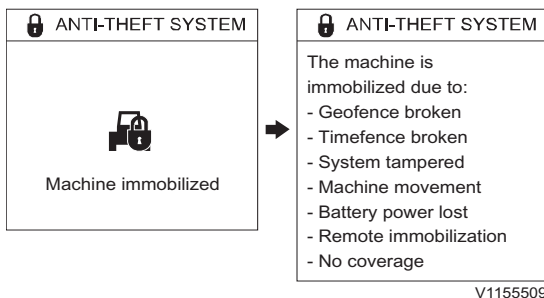 ANTI-THEFT SYSTEM
Machine immobilized
ANTI-THEFT SYSTEM
The machine is
immobilized due to:
- Geofence broken
- Timefence broken
- System tampered
- Machine movement
- Battery power lost
- Remote immobilization
- No coverage
V1155509